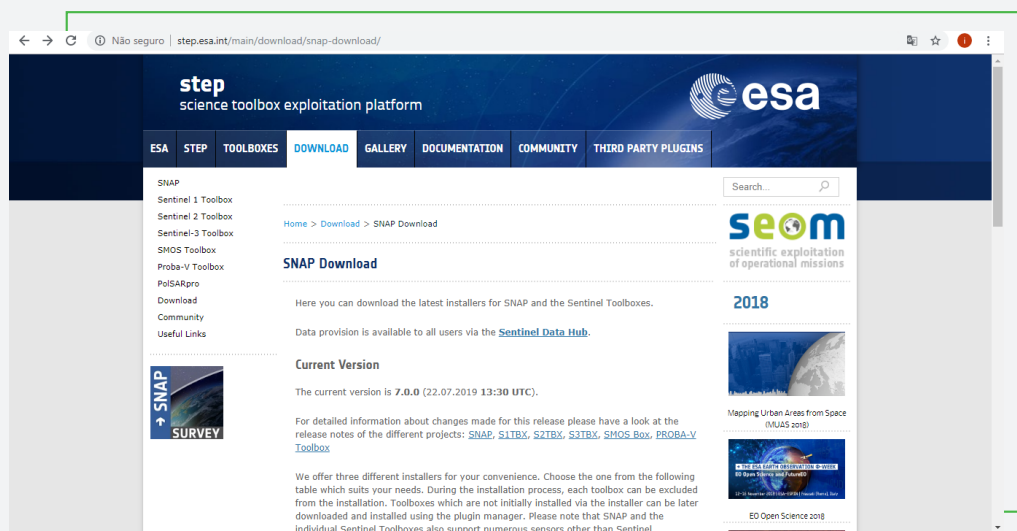 Não seguro | step.esa.int/main/download/snap-download/
step
science toolbox exploitation platform
esa
ESA STEP TOOLBOXES DOWNLOAD GALLERY DOCUMENTATION COMMUNITY THIRD PARTY PLUGINS
SNAP
Sentinel 1 Toolbox
Sentinel 2 Toolbox
Sentinel-3 Toolbox
SMOS Toolbox
Proba-V Toolbox
PolSARpro
Download
Community
Useful Links
SNAP
SURVEY
Home > Download > SNAP Download
SNAP Download
Here you can download the latest installers for SNAP and the Sentinel Toolboxes.
Data provision is available to all users via the Sentinel Data Hub.
Current Version
The current version is 7.0.0 (22.07.2019 13:30 UTC).
For detailed information about changes made for this release please have a look at the
release notes of the different projects: SNAP, S1TBX, S2TBX, S3TBX, SMOS Box, PROBA-V
Toolbox
We offer three different installers for your convenience. Choose the one from the following
table which suits your needs. During the installation process, each toolbox can be excluded
from the installation. Toolboxes which are not initially installed via the installer can be later
downloaded and installed using the plugin manager. Please note that SNAP and the
individual Sentinel Toolboxes also support numerous sensors other than Sentinel.
Search...
seom
scientific exploitation
of operational missions
2018
Mapping Urban Areas from Space
(MUAS 2018)
THE ESA EARTH OBSERVATION Φ-WEEK
EO Open Science and FutureEO
EO Open Science 2018